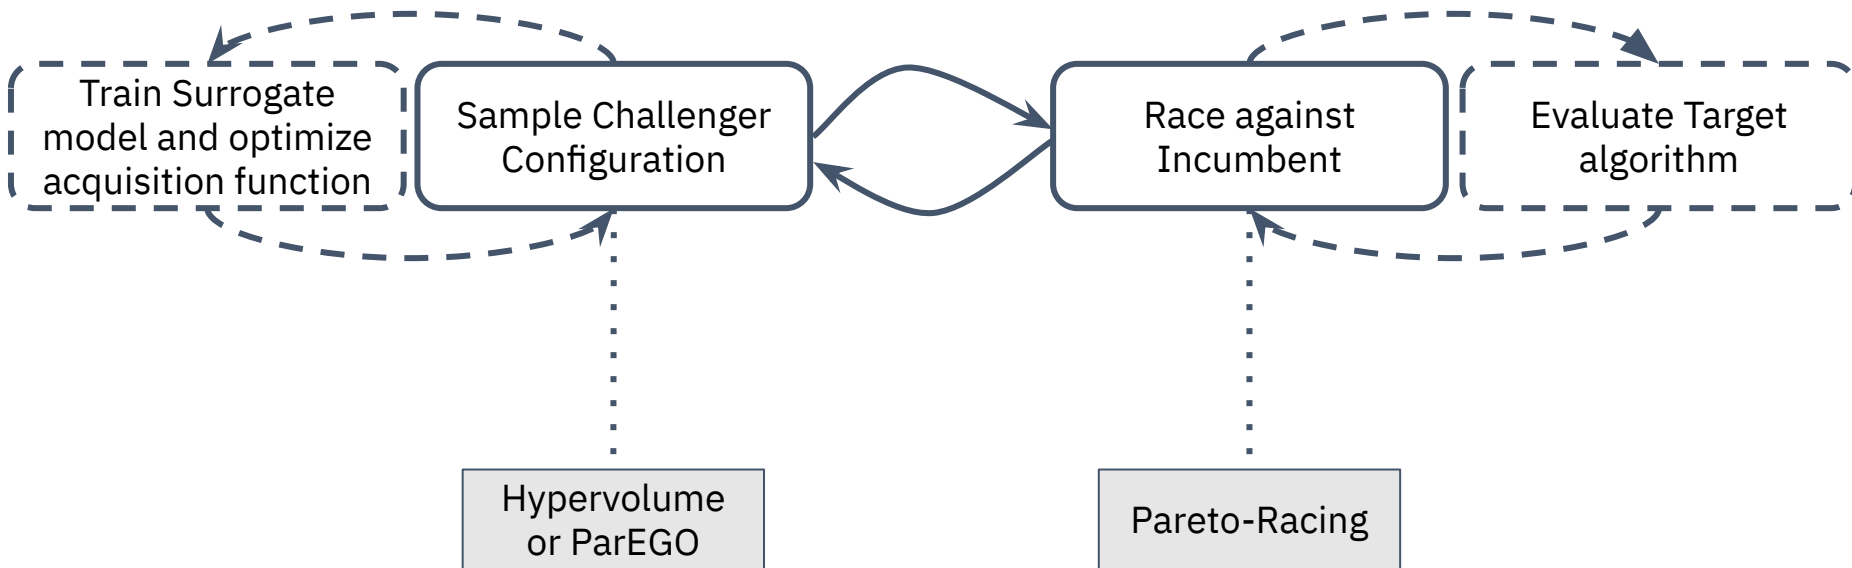 Train Surrogate
model and optimize
acquisition function
Sample Challenger
Configuration
Race against
Incumbent
Evaluate Target
algorithm
Hypervolume
or ParEGO
Pareto-Racing